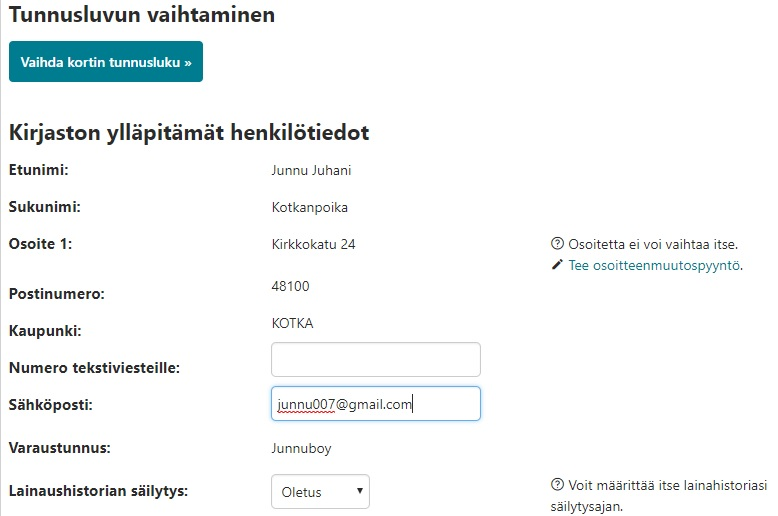 Tunnusluvun vaihtaminen
Vaihda kortin tunnusluku »
Kirjaston ylläpitämät henkilötiedot
Etunimi: Junnu Juhani
Sukunimi: Kotkanpoika
Osoite 1: Kirkkokatu 24 Osoitetta ei voi vaihtaa itse.
Tee osoitteenmuutospyyntö.
Postinumero: 48100
Kaupunki: KOTKA
Numero tekstiviesteille:
Sähköposti: junnu007@gmail.com
Varaustunnus: Junnuboy
Lainaushistorian säilytys: Oletus Voit määrittää itse lainahistoriasi
säilytysajan.